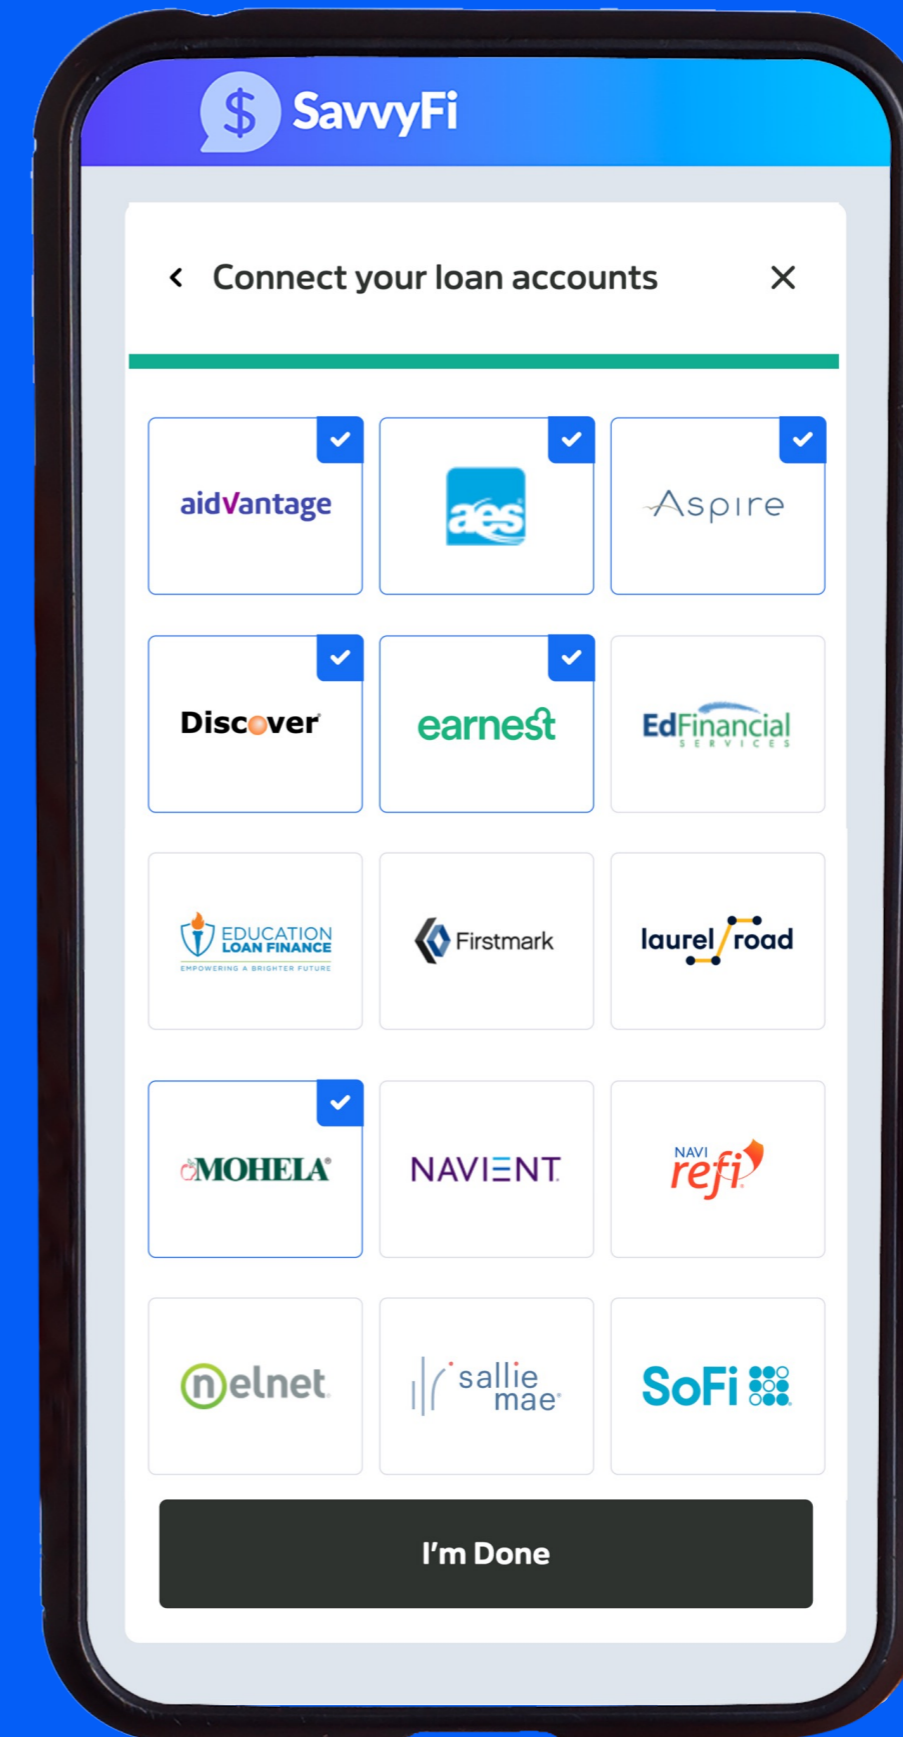 $ SavvyFi
Connect your loan accounts
aidvantage
aes
Aspire
Discover
earnest
EdFinancial
SERVICES
EDUCATION
LOAN FINANCE
EMPOWERING A BRIGHTER FUTURE
Firstmark
laurel road
MOHELA
NAVIENT
NAVI
refi
nelnet
sallie
mae
SoFi
I'm Done